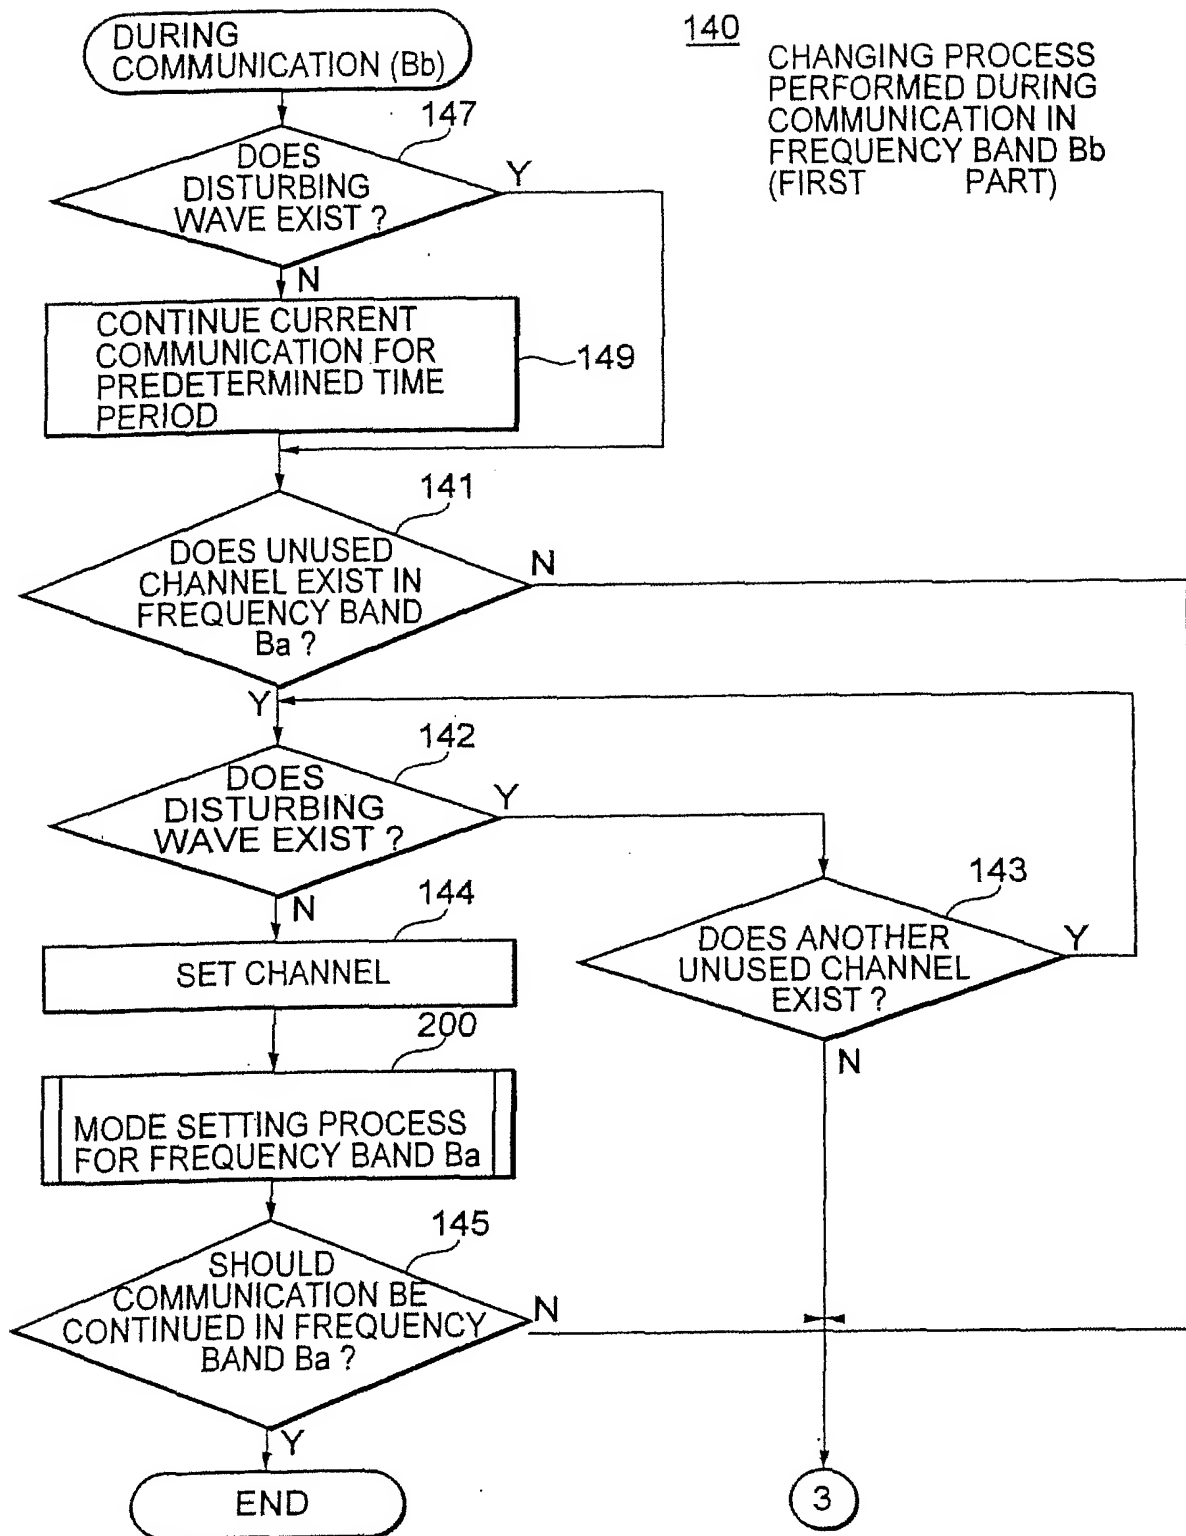 140
CHANGING PROCESS
PERFORMED DURING
COMMUNICATION IN
FREQUENCY BAND Bb
(FIRST PART)
DURING
COMMUNICATION (Bb)
147
DOES
DISTURBING
WAVE EXIST ?
Y
N
CONTINUE CURRENT
COMMUNICATION FOR
PREDETERMINED TIME
PERIOD
149
141
DOES UNUSED
CHANNEL EXIST IN
FREQUENCY BAND
Ba ?
N
Y
142
DOES
DISTURBING
WAVE EXIST ?
Y
N
143
DOES ANOTHER
UNUSED CHANNEL
EXIST ?
Y
N
144
SET CHANNEL
200
MODE SETTING PROCESS
FOR FREQUENCY BAND Ba
145
SHOULD
COMMUNICATION BE
CONTINUED IN FREQUENCY
BAND Ba ?
N
Y
END
3